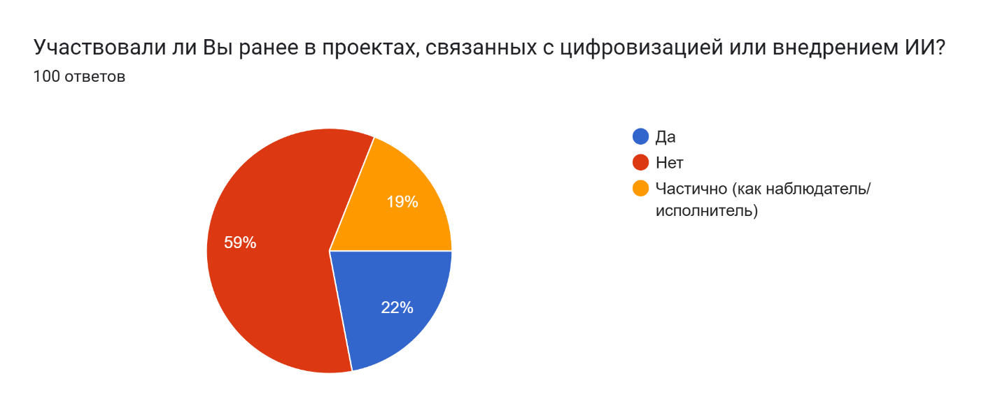 Участвовали ли Вы ранее в проектах, связанных с цифровизацией или внедрением ИИ?
100 ответов
19%
59%
22%
Да
Нет
Частично (как наблюдатель/
исполнитель)